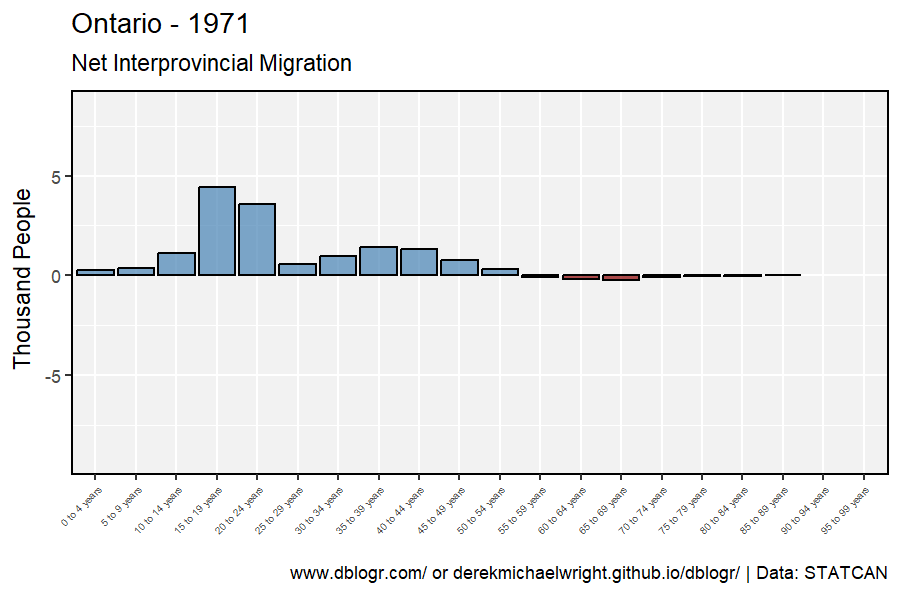 Ontario - 1971
Net Interprovincial Migration
Thousand People
5
0
-5
0 to 4 years
5 to 9 years
10 to 14 years
15 to 19 years
20 to 24 years
25 to 29 years
30 to 34 years
35 to 39 years
40 to 44 years
45 to 49 years
50 to 54 years
55 to 59 years
60 to 64 years
65 to 69 years
70 to 74 years
75 to 79 years
80 to 84 years
85 to 89 years
90 to 94 years
95 to 99 years
www.dblogr.com/ or derekmichaelwright.github.io/dblogr/ | Data: STATCAN